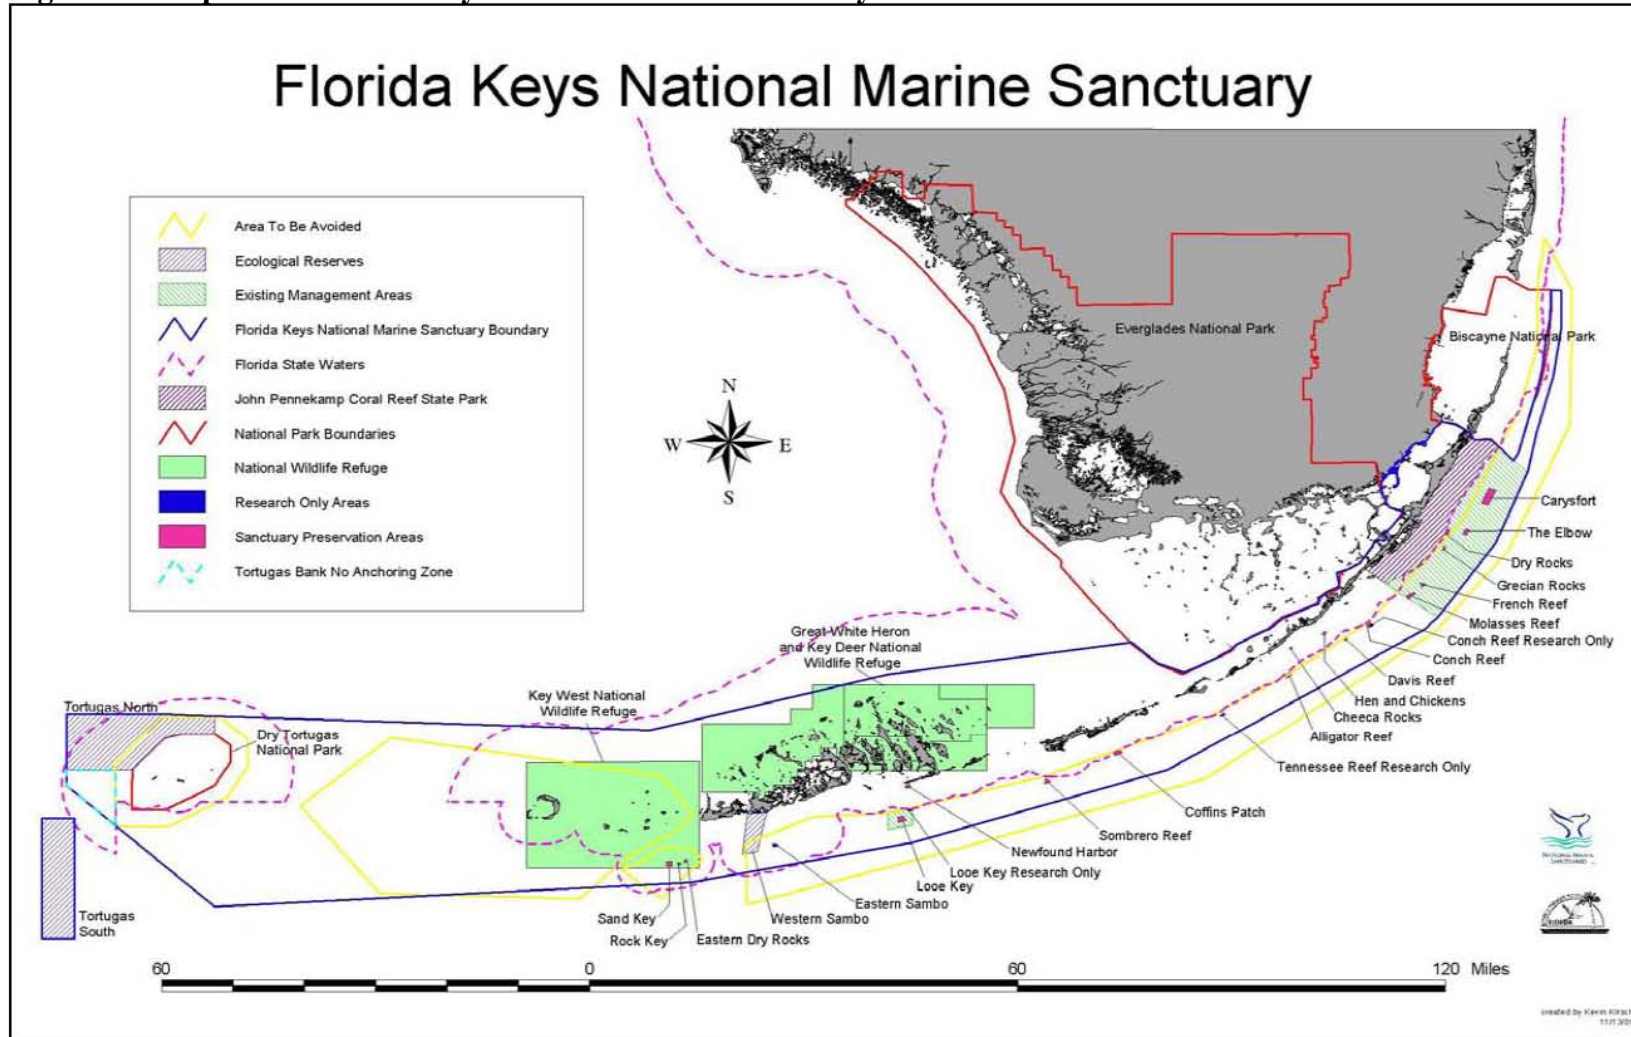 Florida Keys National Marine Sanctuary
Area To Be Avoided
Ecological Reserves
Existing Management Areas
Florida Keys National Marine Sanctuary Boundary
Florida State Waters
John Pennekamp Coral Reef State Park
National Park Boundaries
National Wildlife Refuge
Research Only Areas
Sanctuary Preservation Areas
Tortugas Bank No Anchoring Zone
N
W
E
S
Everglades National Park
Biscayne National Park
Carysfort
The Elbow
Dry Rocks
Grecian Rocks
French Reef
Molasses Reef
Conch Reef Research Only
Conch Reef
Davis Reef
Hen and Chickens
Cheeca Rocks
Alligator Reef
Tennessee Reef Research Only
Coffins Patch
Sombrero Reef
Newfound Harbor
Looe Key Research Only
Looe Key
Eastern Sambo
Western Sambo
Eastern Dry Rocks
Rock Key
Sand Key
Great White Heron
and Key Deer National
Wildlife Refuge
Key West National
Wildlife Refuge
Tortugas North
Dry Tortugas
National Park
Tortugas
South
60
0
60
120 Miles
created by Kevin